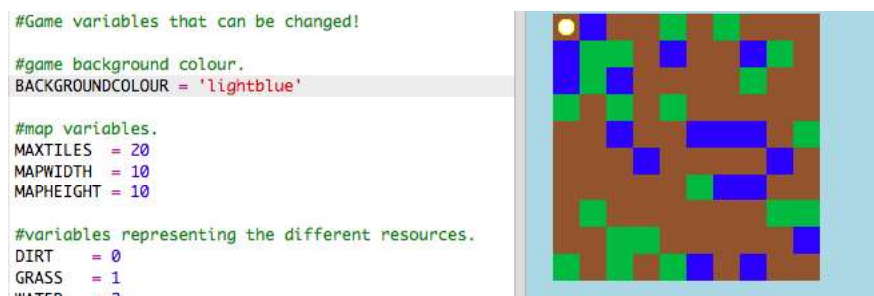 #Game variables that can be changed!
#game background colour.
BACKGROUNDCOLOUR = 'lightblue'
#map variables.
MAXTILES = 20
MAPWIDTH = 10
MAPHEIGHT = 10
#variables representing the different resources.
DIRT = 0
GRASS = 1